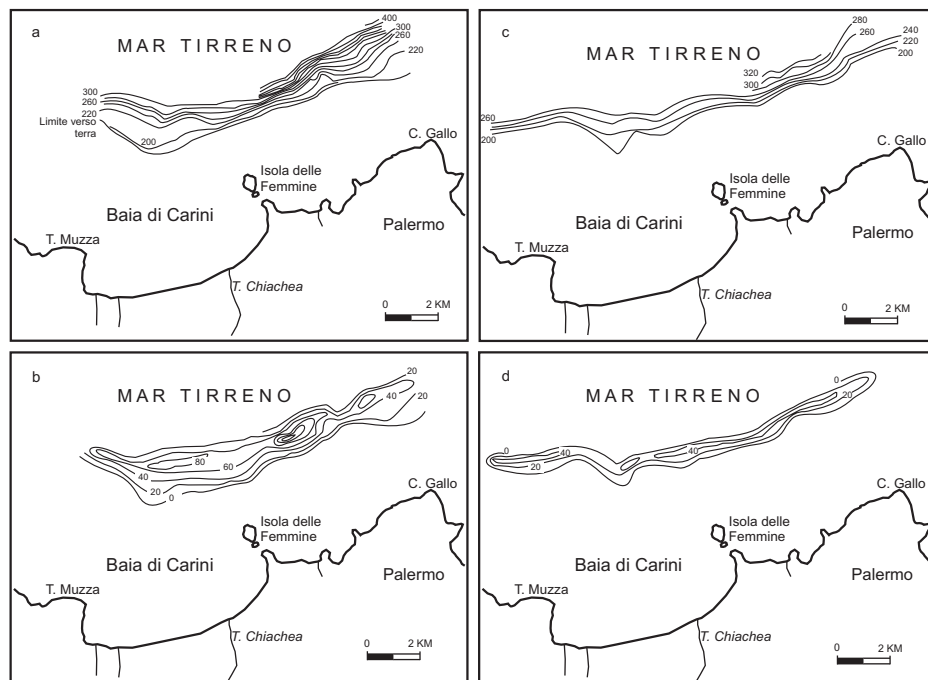 a
MAR TIRRENO
400
300
260
220
300
260
220
Limite verso
terra
200
C. Gallo
Isola delle
Femmine
Baia di Carini
Palermo
T. Muzza
T. Chiachea
0 2 KM
c
MAR TIRRENO
280
260
240
220
200
320
300
260
200
C. Gallo
Isola delle
Femmine
Baia di Carini
Palermo
T. Muzza
T. Chiachea
0 2 KM
b
MAR TIRRENO
20
40
20
80
60
40
20
0
C. Gallo
Isola delle
Femmine
Baia di Carini
Palermo
T. Muzza
T. Chiachea
0 2 KM
d
MAR TIRRENO
0
20
0
40
20
40
C. Gallo
Isola delle
Femmine
Baia di Carini
Palermo
T. Muzza
T. Chiachea
0 2 KM